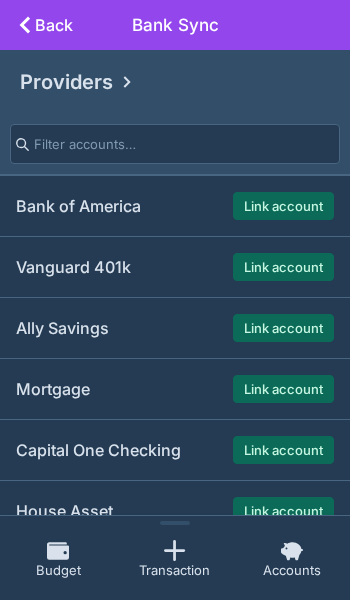 Back
Bank Sync
Providers
Filter accounts...
Bank of America
Link account
Vanguard 401k
Link account
Ally Savings
Link account
Mortgage
Link account
Capital One Checking
Link account
House Asset
Link account
Budget
Transaction
Accounts